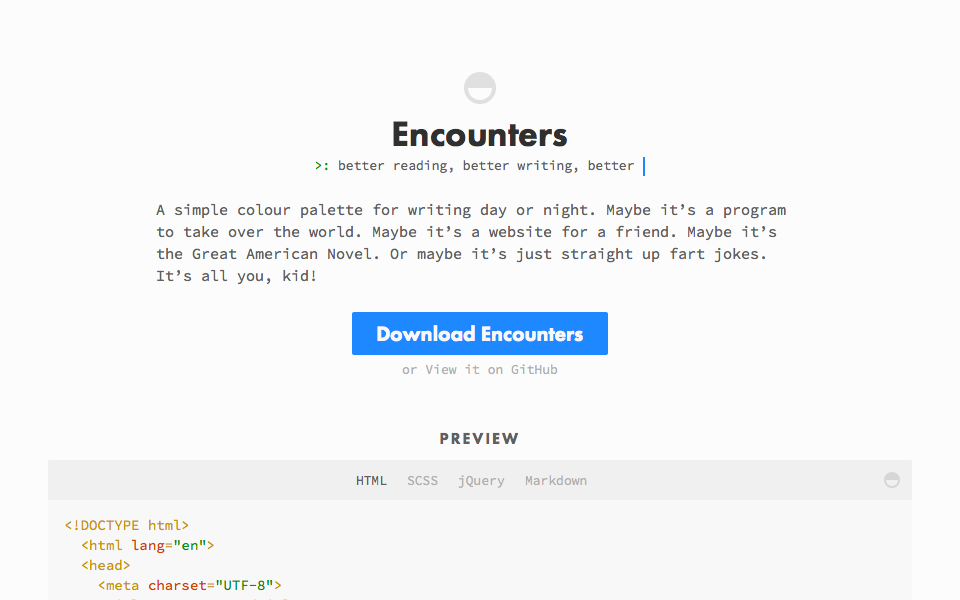 Encounters
>: better reading, better writing, better
A simple colour palette for writing day or night. Maybe it’s a program
to take over the world. Maybe it’s a website for a friend. Maybe it’s
the Great American Novel. Or maybe it’s just straight up fart jokes.
It’s all you, kid!
Download Encounters
or View it on GitHub
PREVIEW
HTML SCSS jQuery Markdown
<!DOCTYPE html>
<html lang="en">
<head>
<meta charset="UTF-8">